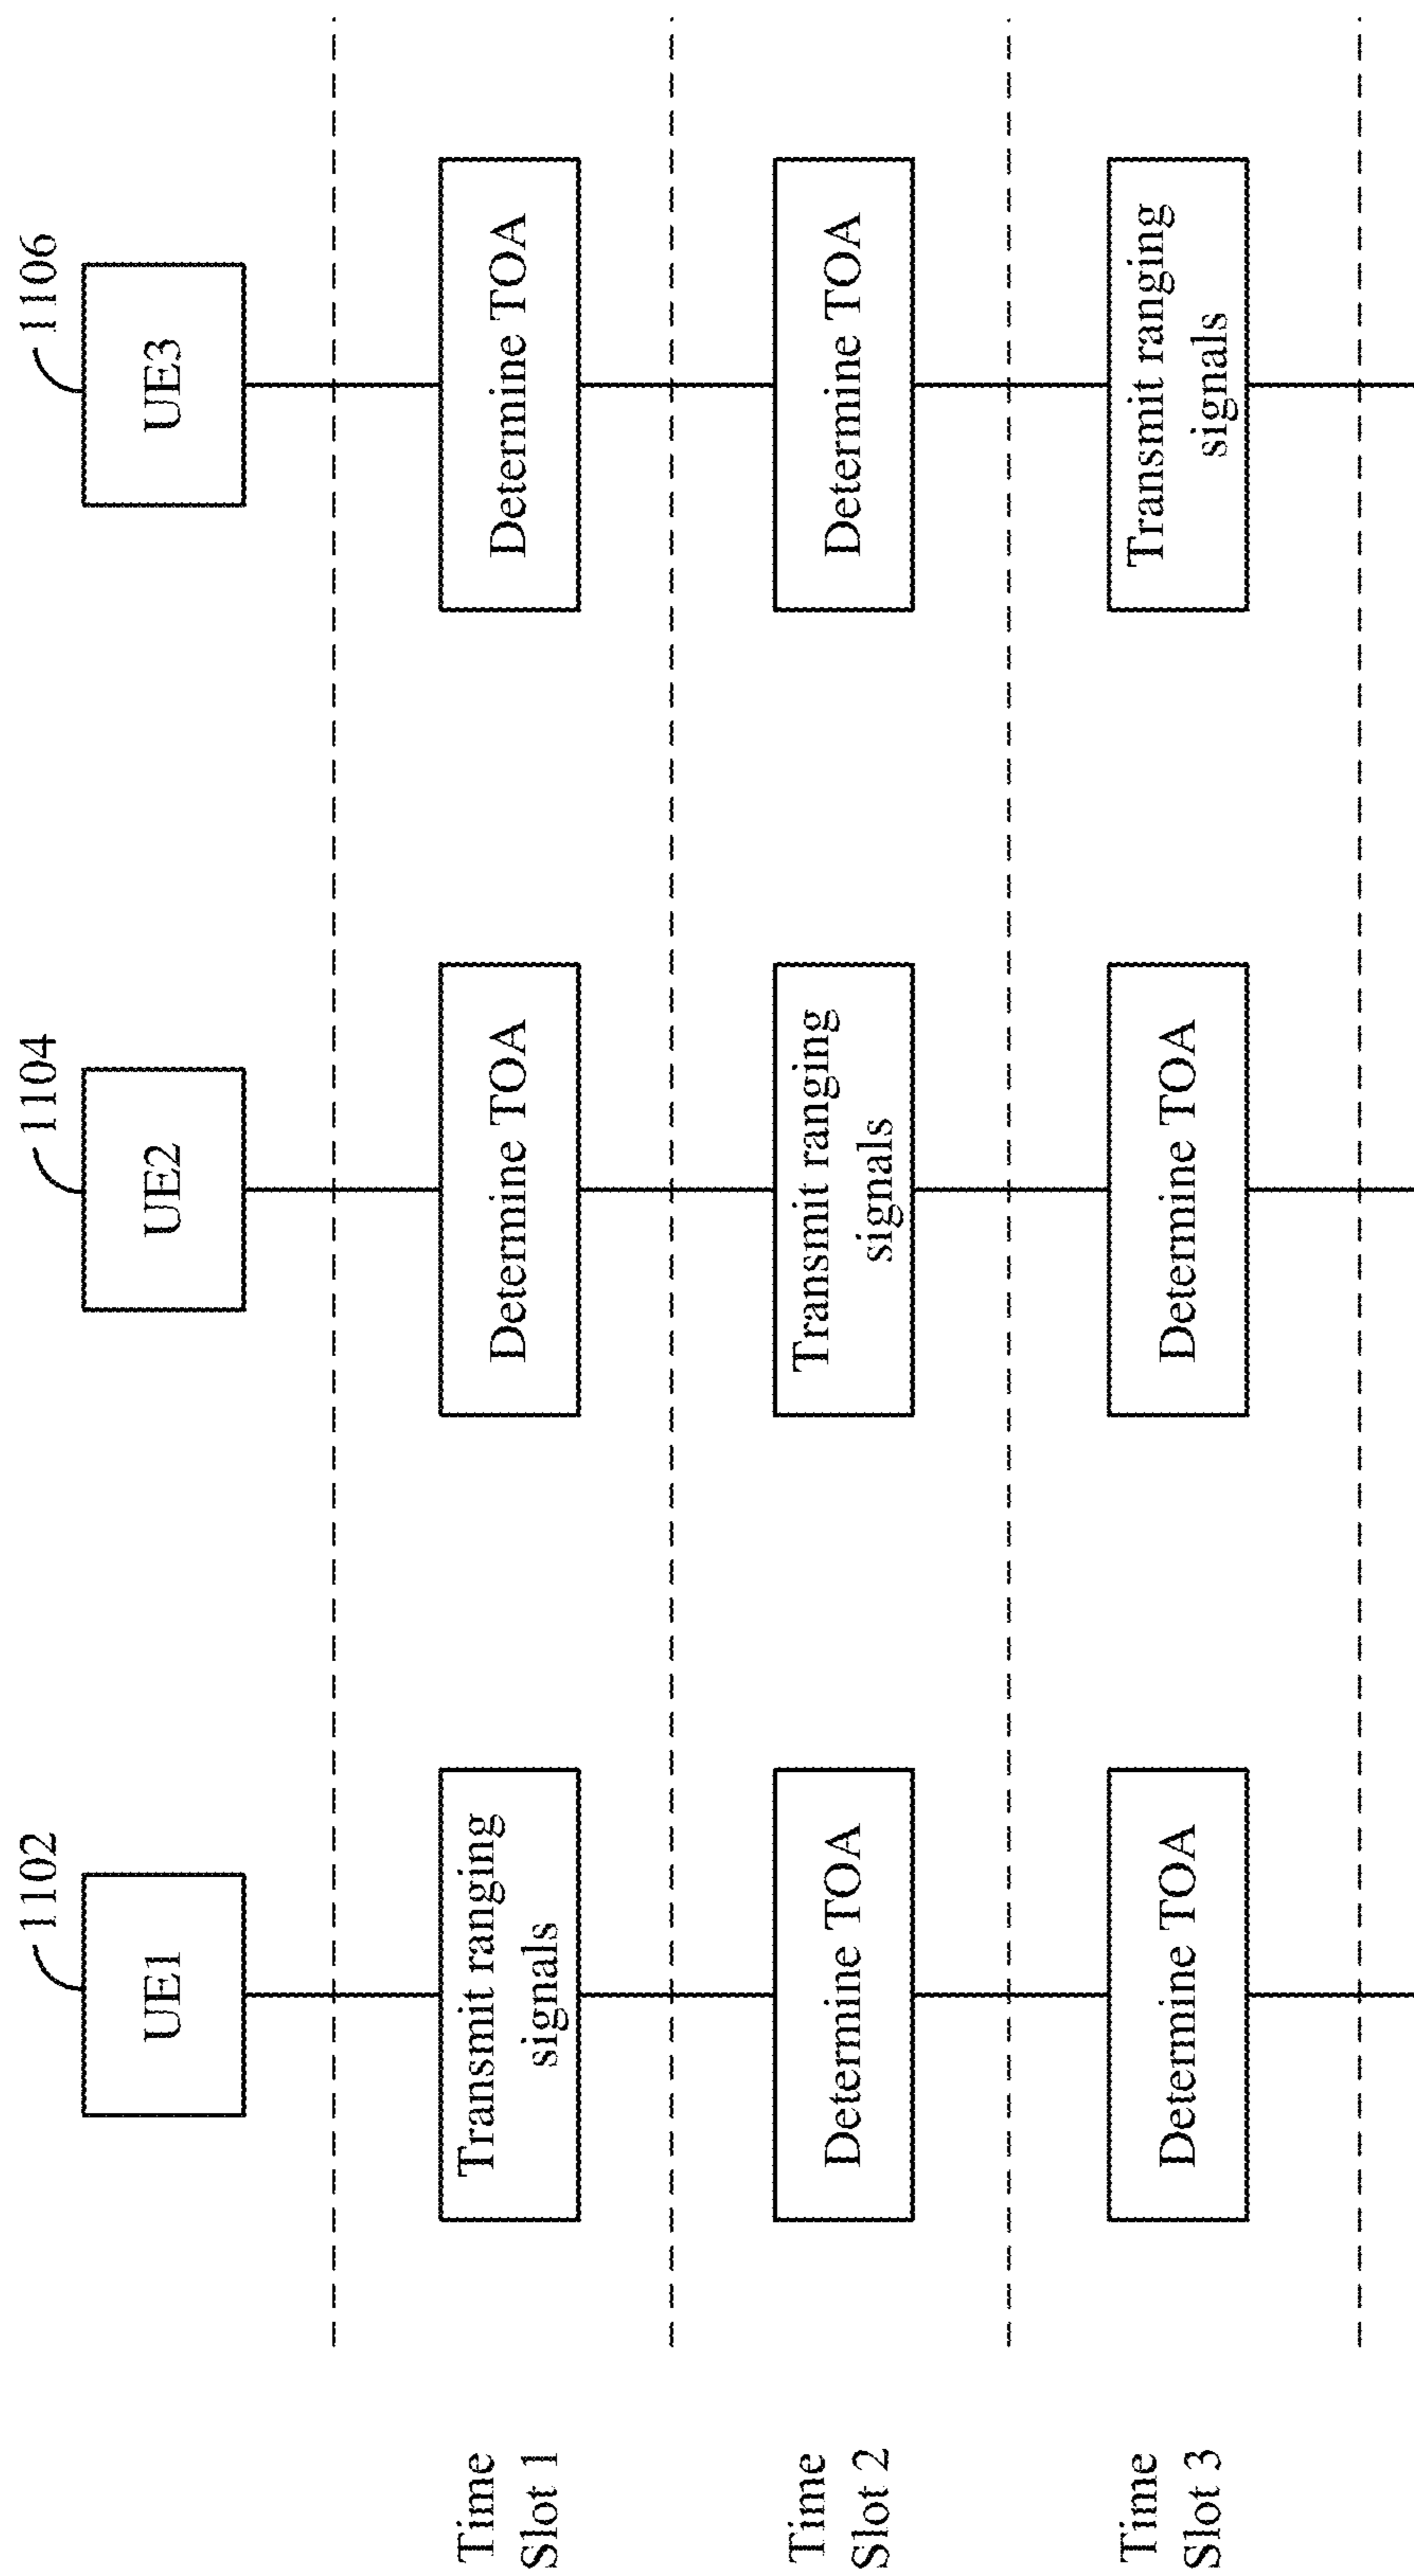 1102
1104
1106
UE1
UE2
UE3
Time
Slot 1
Transmit ranging
signals
Determine TOA
Determine TOA
Time
Slot 2
Determine TOA
Transmit ranging
signals
Determine TOA
Time
Slot 3
Determine TOA
Determine TOA
Transmit ranging
signals